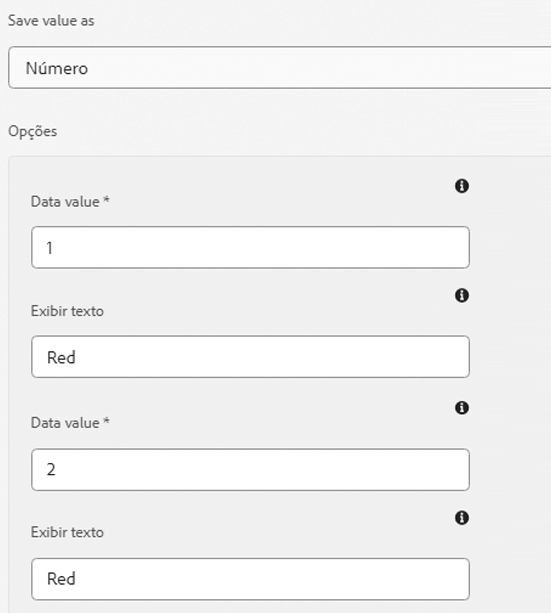 Save value as
Número
Opções
Data value *
1
Exibir texto
Red
Data value *
2
Exibir texto
Red